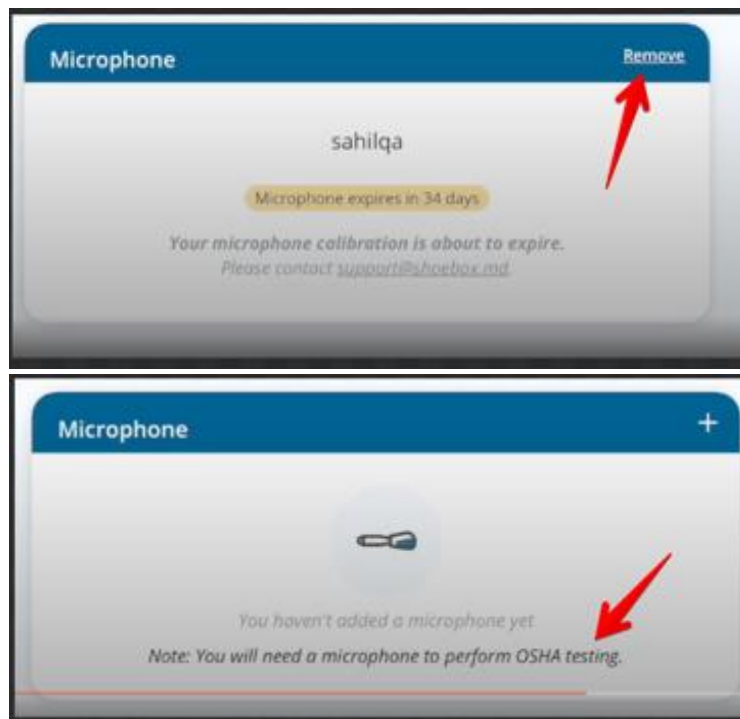 Microphone
Remove
sahilqa
Microphone expires in 34 days
Your microphone calibration is about to expire.
Please contact support@shoebox.md
Microphone
+
You haven't added a microphone yet
Note: You will need a microphone to perform OSHA testing.